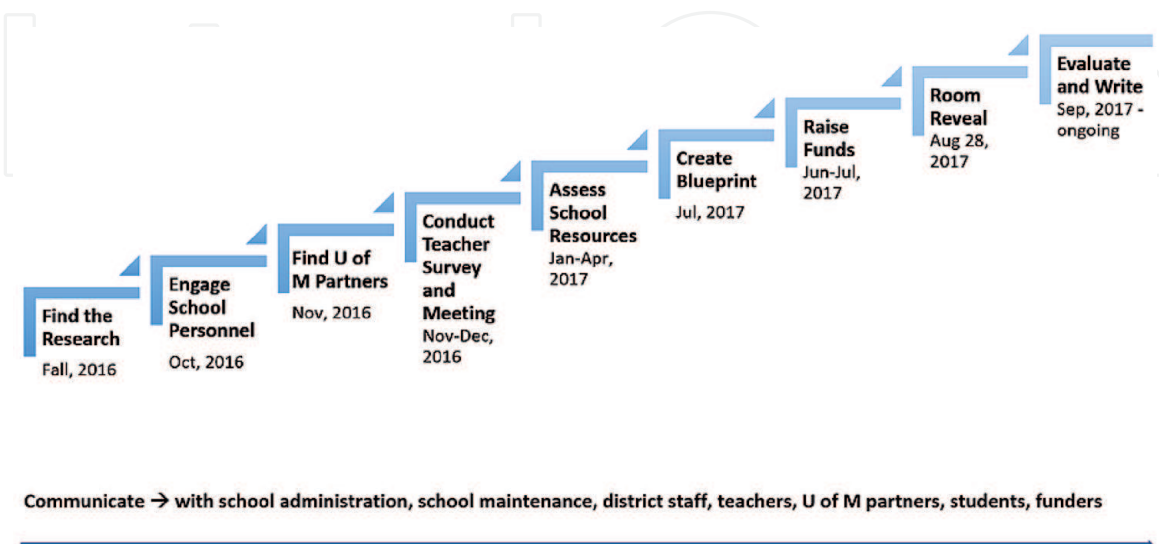 Find the
Research
Fall, 2016
Engage
School
Personnel
Oct, 2016
Find U of
M Partners
Nov, 2016
Conduct
Teacher
Survey
and
Meeting
Nov-Dec,
2016
Assess
School
Resources
Jan-Apr,
2017
Create
Blueprint
Jul, 2017
Raise
Funds
Jun-Jul,
2017
Room
Reveal
Aug 28,
2017
Evaluate
and Write
Sep, 2017 -
ongoing
Communicate → with school administration, school maintenance, district staff, teachers, U of M partners, students, funders